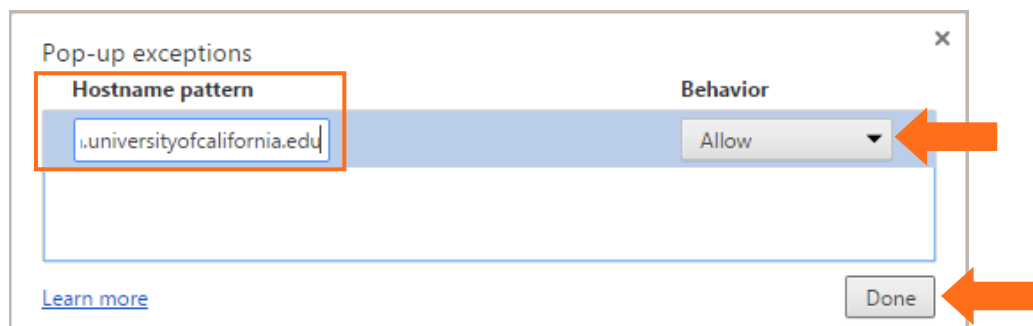 Pop-up exceptions
Hostname pattern Behavior
.universityofcalifornia.edu Allow
Learn more Done